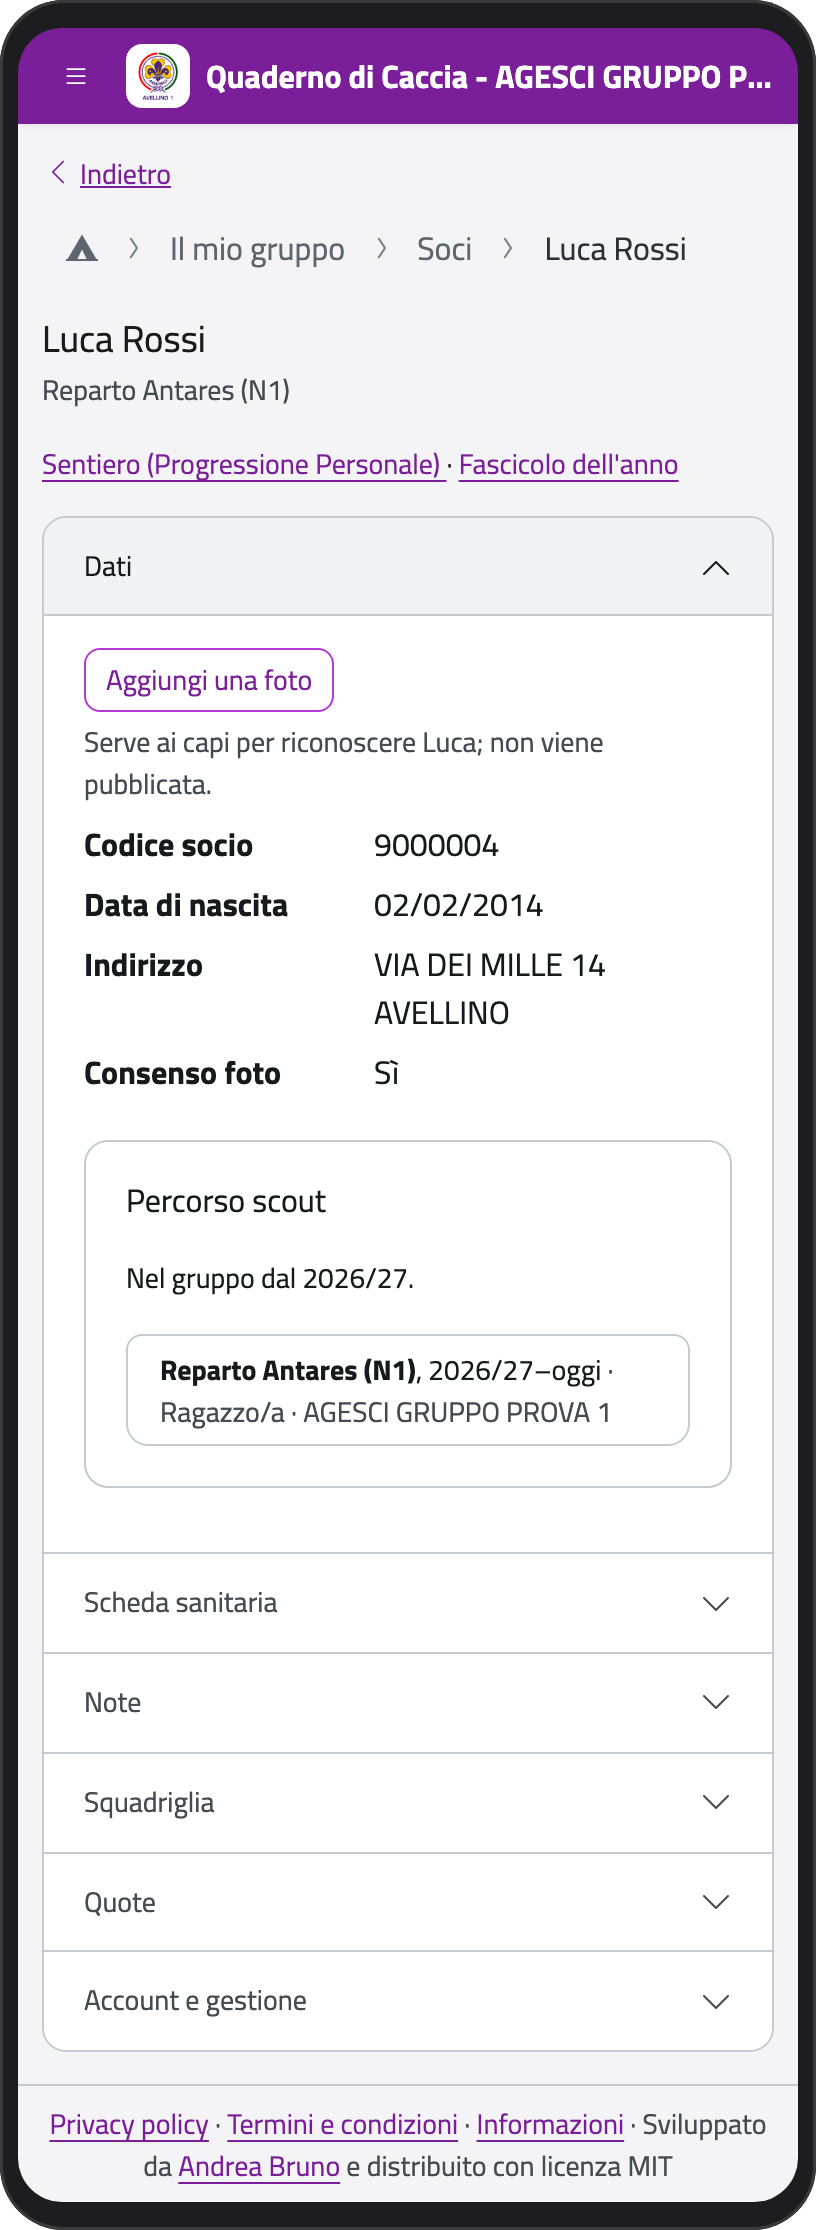 AVELLINO 1
Quaderno di Caccia - AGESCI GRUPPO P...
Indietro
Il mio gruppo
Soci
Luca Rossi
Luca Rossi
Reparto Antares (N1)
Sentiero (Progressione Personale) · Fascicolo dell'anno
Dati
Aggiungi una foto
Serve ai capi per riconoscere Luca; non viene
pubblicata.
Codice socio 9000004
Data di nascita 02/02/2014
Indirizzo VIA DEI MILLE 14
AVELLINO
Consenso foto Sì
Percorso scout
Nel gruppo dal 2026/27.
Reparto Antares (N1), 2026/27–oggi ·
Ragazzo/a · AGESCI GRUPPO PROVA 1
Scheda sanitaria
Note
Squadriglia
Quote
Account e gestione
Privacy policy · Termini e condizioni · Informazioni · Sviluppato
da Andrea Bruno e distribuito con licenza MIT